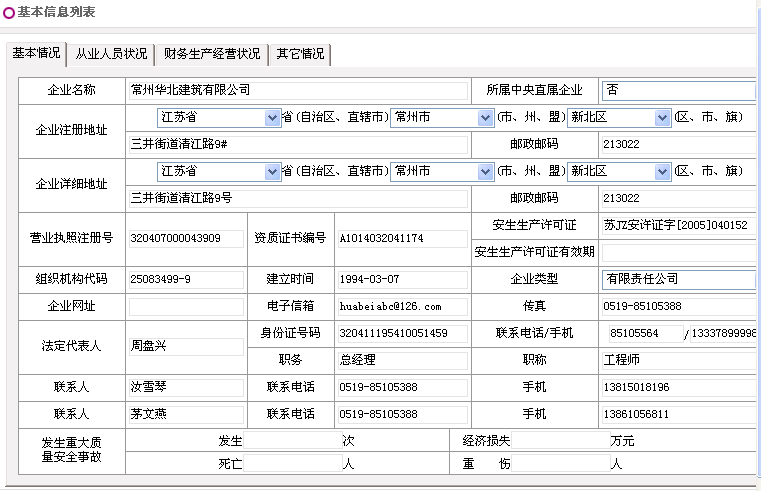 基本信息列表
基本情况 从业人员状况 财务生产经营状况 其它情况
企业名称 常州华北建筑有限公司 所属中央直属企业 否
企业注册地址 江苏省 省(自治区、直辖市) 常州市 (市、州、盟) 新北区 (区、市、旗)
三井街道清江路9# 邮政邮码 213022
企业详细地址 江苏省 省(自治区、直辖市) 常州市 (市、州、盟) 新北区 (区、市、旗)
三井街道清江路9号 邮政邮码 213022
营业执照注册号 320407000043909 资质证书编号 A1014032041174 安生生产许可证 苏JZ安许证字[2005]040152
安生生产许可证有效期
组织机构代码 25083499-9 建立时间 1994-03-07 企业类型 有限责任公司
企业网址 电子信箱 huabeiabc@126.com 传真 0519-85105388
法定代表人 周盘兴 身份证号码 320411195410051459 联系电话/手机 85105564 /13337899998
职务 总经理 职称 工程师
联系人 汝雪琴 联系电话 0519-85105388 手机 13815018196
联系人 茅文燕 联系电话 0519-85105388 手机 13861056811
发生重大质量安全事故 发生 次 经济损失 万元
死亡 人 重 伤 人